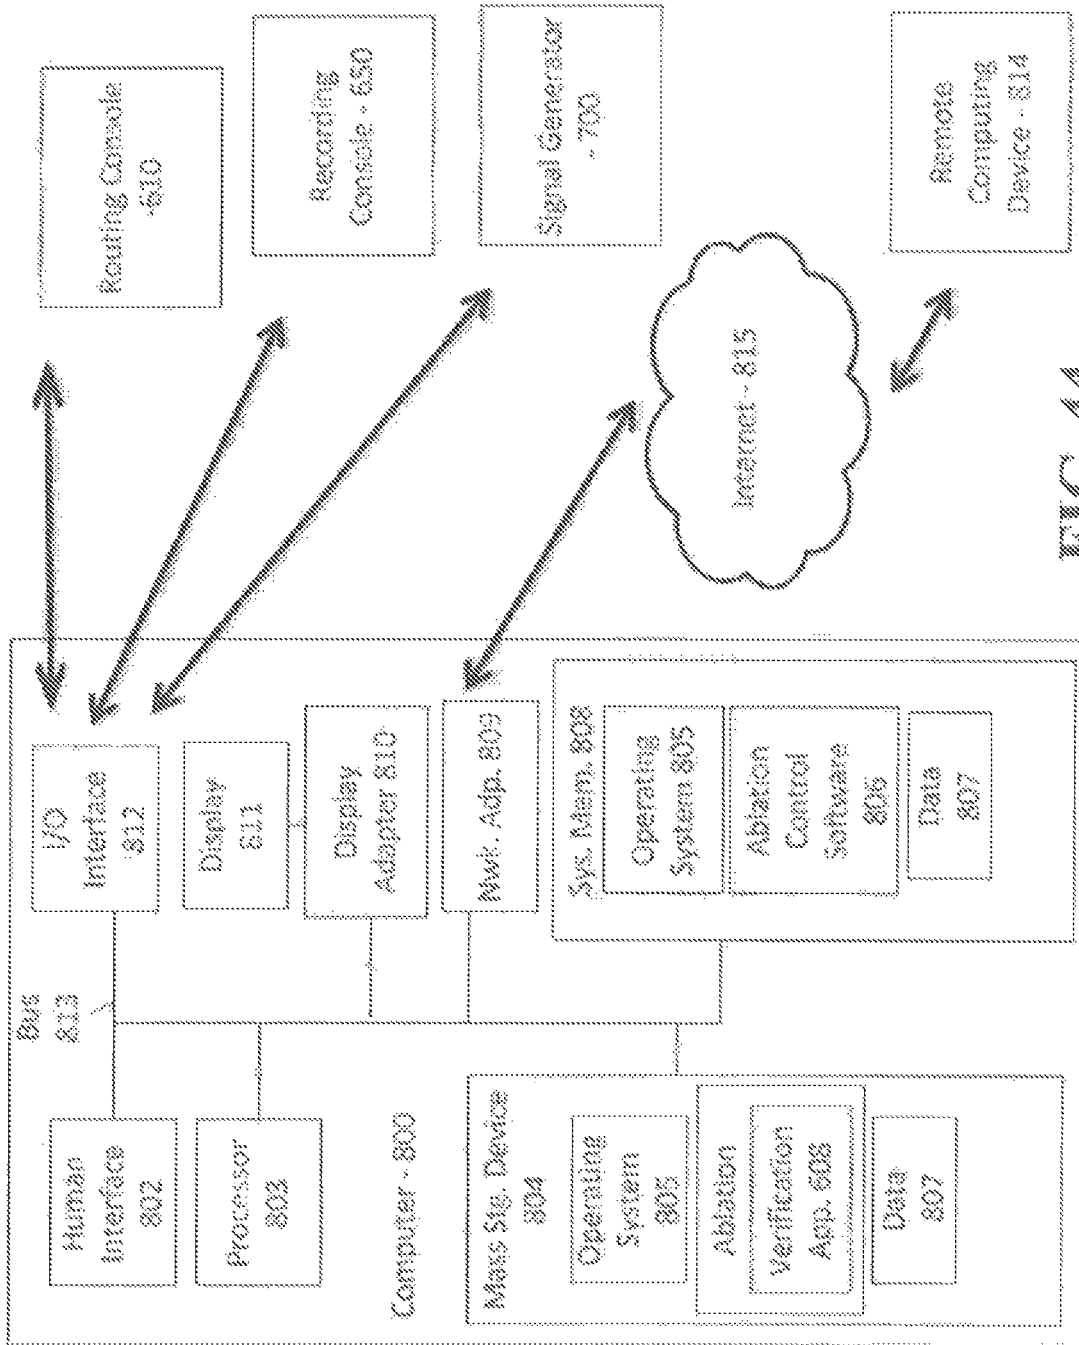 Bus
813
Human
Interface
802
Processor
803
Computer - 800
Mass Stg. Device
804
Operating
System
805
Ablation
Verification
App. 608
Data
807
I/O
Interface
812
Display
811
Display
Adapter 810
Nwk. Adp. 809
Sys. Mem. 808
Operating
System 805
Ablation
Control
Software
806
Data
807
Routing Console
-610
Recording
Console - 650
Signal Generator
- 700
Internet - 815
Remote
Computing
Device - 814